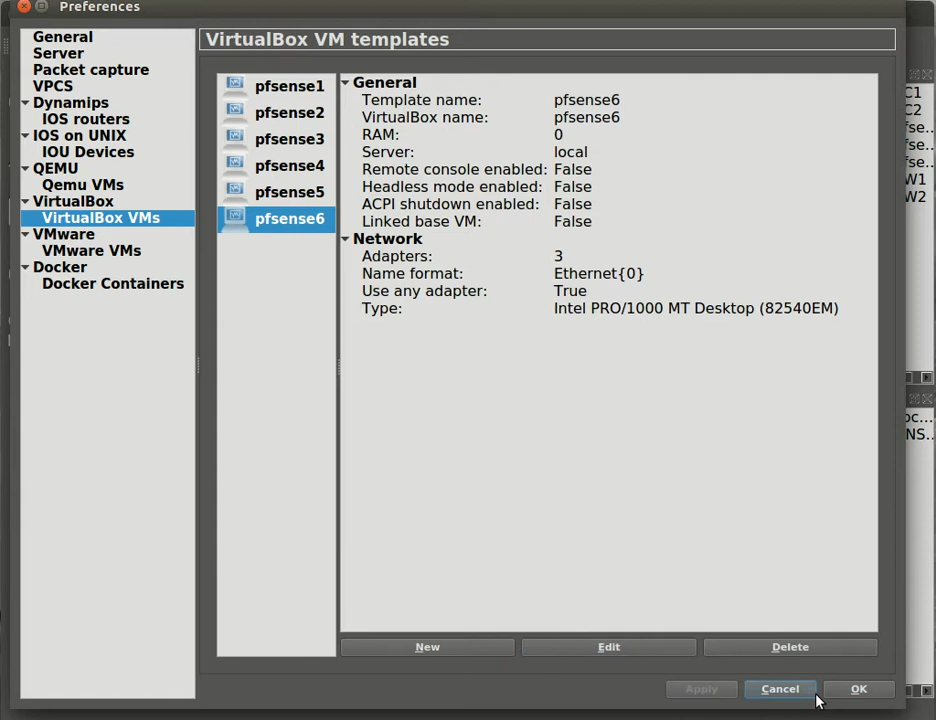 Preferences
General
Server
Packet capture
VPCS
Dynamips
IOS routers
IOS on UNIX
IOU Devices
QEMU
Qemu VMs
VirtualBox
VirtualBox VMs
VMware
VMware VMs
Docker
Docker Containers
VirtualBox VM templates
pfsense1
pfsense2
pfsense3
pfsense4
pfsense5
pfsense6
General
Template name: pfsense6
VirtualBox name: pfsense6
RAM: 0
Server: local
Remote console enabled: False
Headless mode enabled: False
ACPI shutdown enabled: False
Linked base VM: False
Network
Adapters: 3
Name format: Ethernet{0}
Use any adapter: True
Type: Intel PRO/1000 MT Desktop (82540EM)
New Edit Delete
Apply Cancel OK